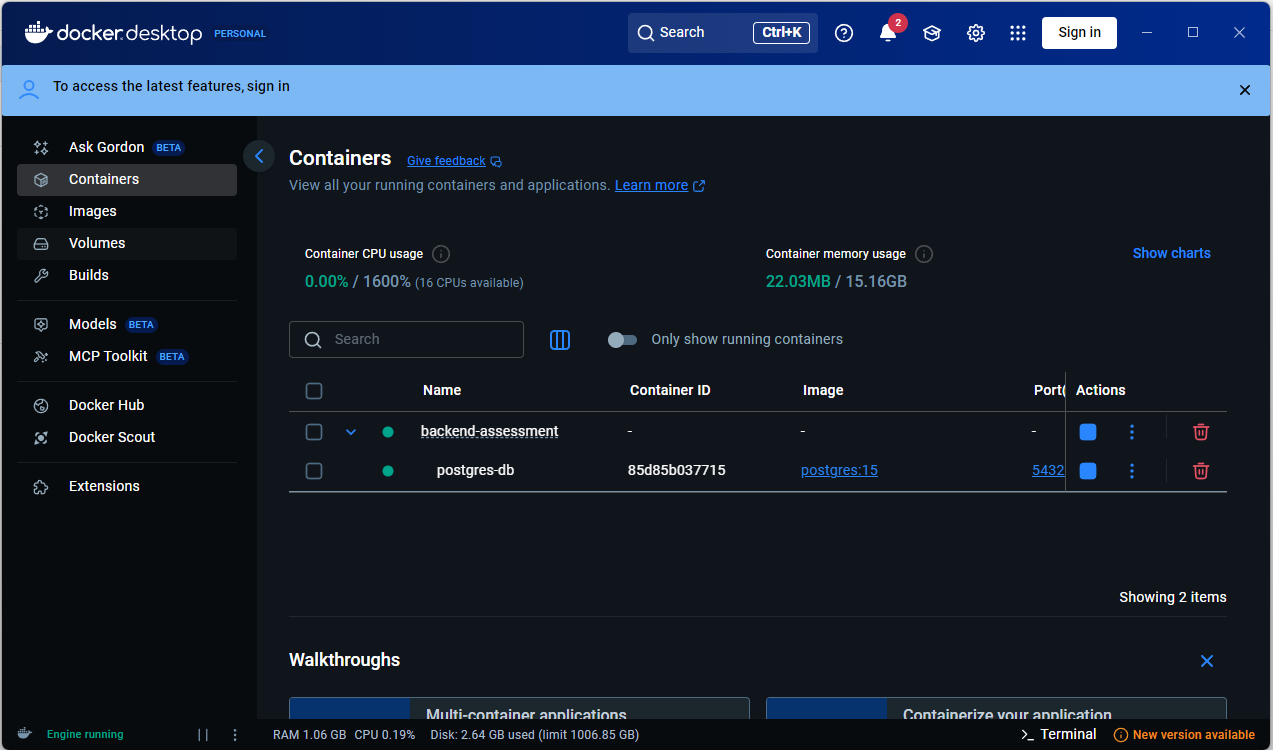 docker.desktop PERSONAL Search Ctrl+K 2 Sign in
To access the latest features, sign in
Ask Gordon BETA
Containers
Images
Volumes
Builds
Models BETA
MCP Toolkit BETA
Docker Hub
Docker Scout
Extensions
Containers Give feedback
View all your running containers and applications. Learn more
Container CPU usage
0.00% / 1600% (16 CPUs available)
Container memory usage
22.03MB / 15.16GB
Show charts
Search Only show running containers
Name Container ID Image Port( Actions
backend-assessment - - -
postgres-db 85d85b037715 postgres:15 5432
Showing 2 items
Walkthroughs
Multi-container applications Containerize your application
Engine running RAM 1.06 GB CPU 0.19% Disk: 2.64 GB used (limit 1006.85 GB) >_ Terminal New version available